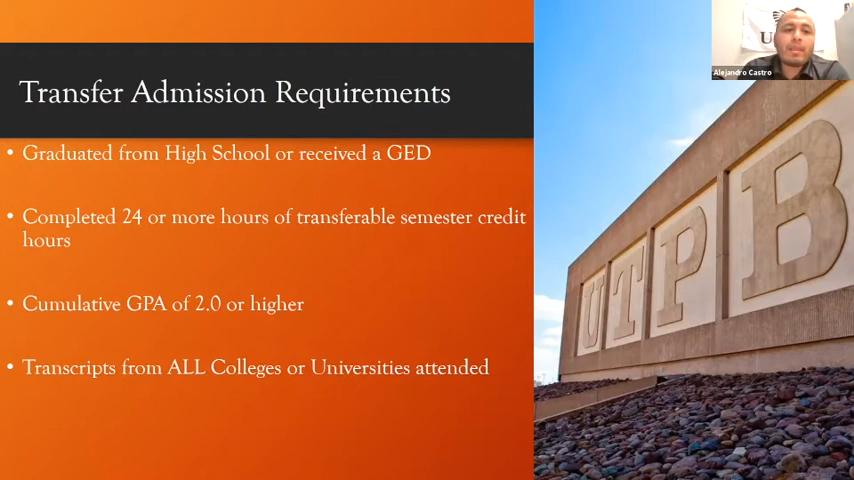 Transfer Admission Requirements
• Graduated from High School or received a GED
• Completed 24 or more hours of transferable semester credit
hours
• Cumulative GPA of 2.0 or higher
• Transcripts from ALL Colleges or Universities attended
UTPB
Alejandro Castro